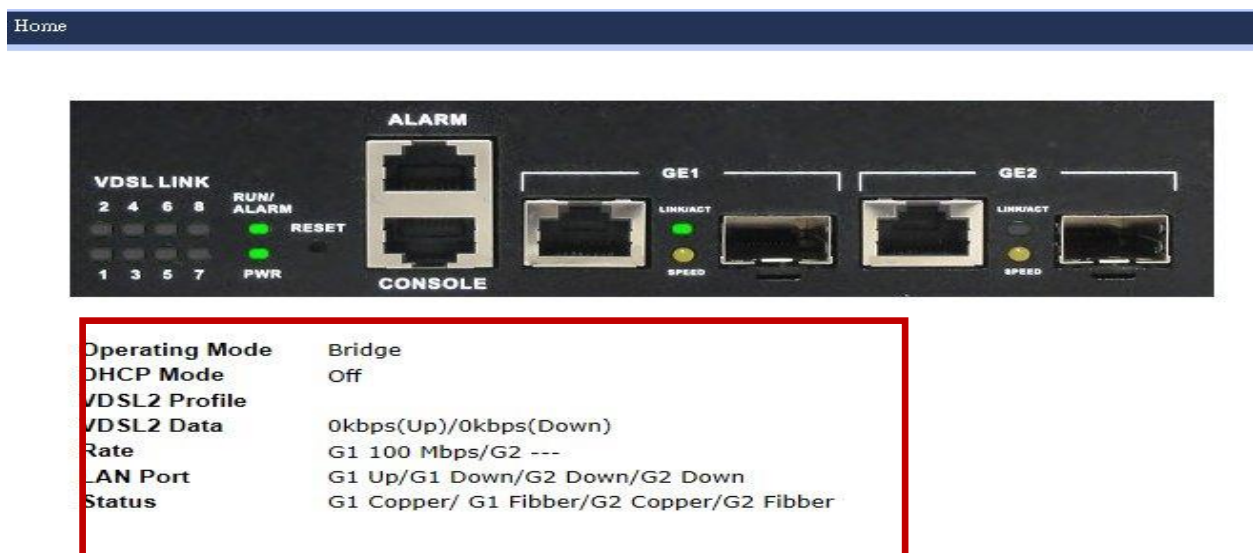 Home
ALARM
GE1
GE2
VDSL LINK
2 4 6 8
RUN/
ALARM
LINK/ACT
LINK/ACT
RESET
1 3 5 7
PWR
SPEED
SPEED
CONSOLE
Operating Mode Bridge
DHCP Mode Off
VDSL2 Profile
VDSL2 Data 0kbps(Up)/0kbps(Down)
Rate G1 100 Mbps/G2 ---
LAN Port G1 Up/G1 Down/G2 Down/G2 Down
Status G1 Copper/ G1 Fibber/G2 Copper/G2 Fibber